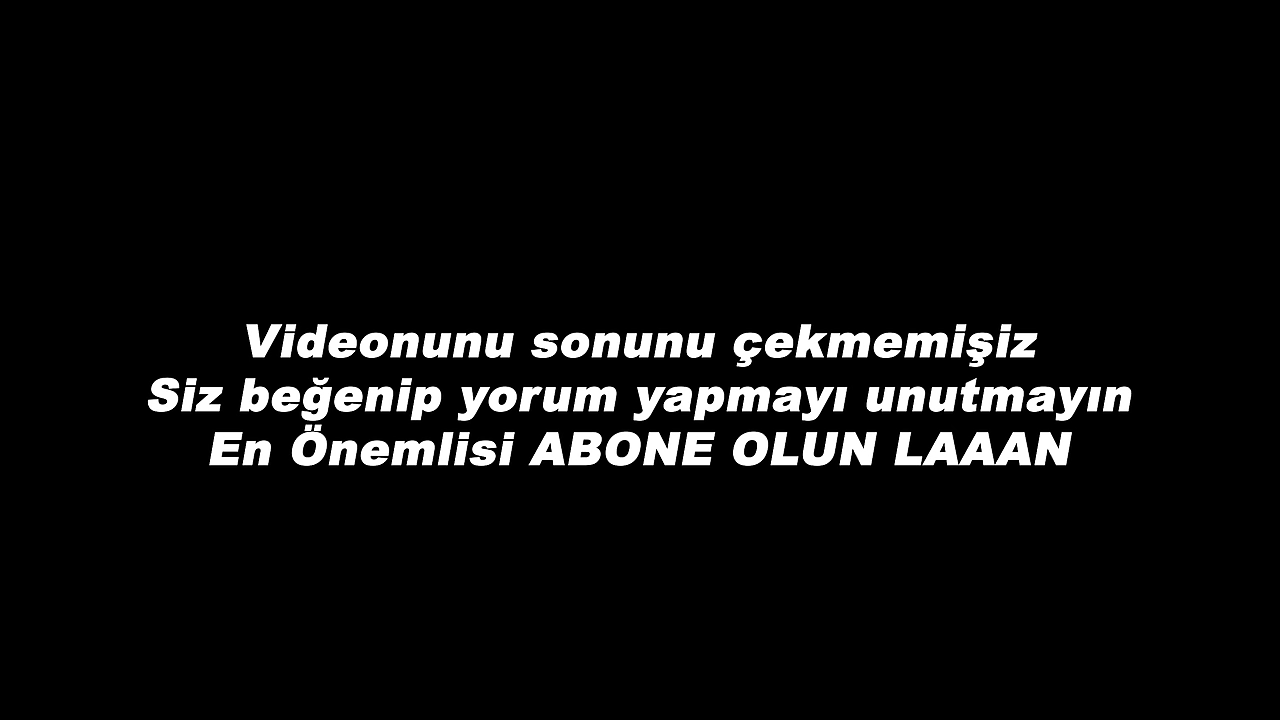 Videonunu sonunu çekmemişiz
Siz beğenip yorum yapmayı unutmayın
En Önemlisi ABONE OLUN LAAAN